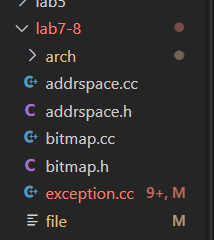 lab5
lab7-8
arch
addrspace.cc
addrspace.h
bitmap.cc
bitmap.h
exception.cc 9+, M
file M